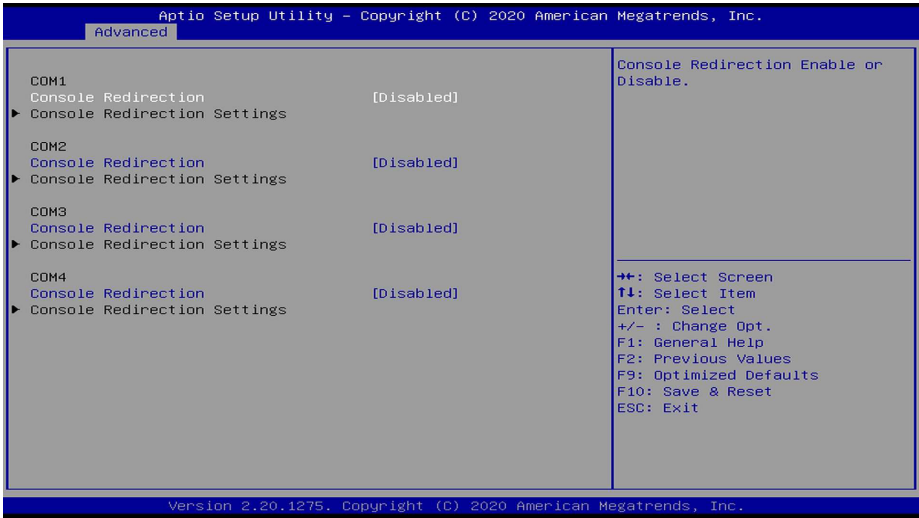 Aptio Setup Utility – Copyright (C) 2020 American Megatrends, Inc.
Advanced
COM1
Console Redirection [Disabled]
▶ Console Redirection Settings
COM2
Console Redirection [Disabled]
▶ Console Redirection Settings
COM3
Console Redirection [Disabled]
▶ Console Redirection Settings
COM4
Console Redirection [Disabled]
▶ Console Redirection Settings
Console Redirection Enable or
Disable.
→←: Select Screen
↑↓: Select Item
Enter: Select
+/- : Change Opt.
F1: General Help
F2: Previous Values
F9: Optimized Defaults
F10: Save & Reset
ESC: Exit
Version 2.20.1275. Copyright (C) 2020 American Megatrends, Inc.